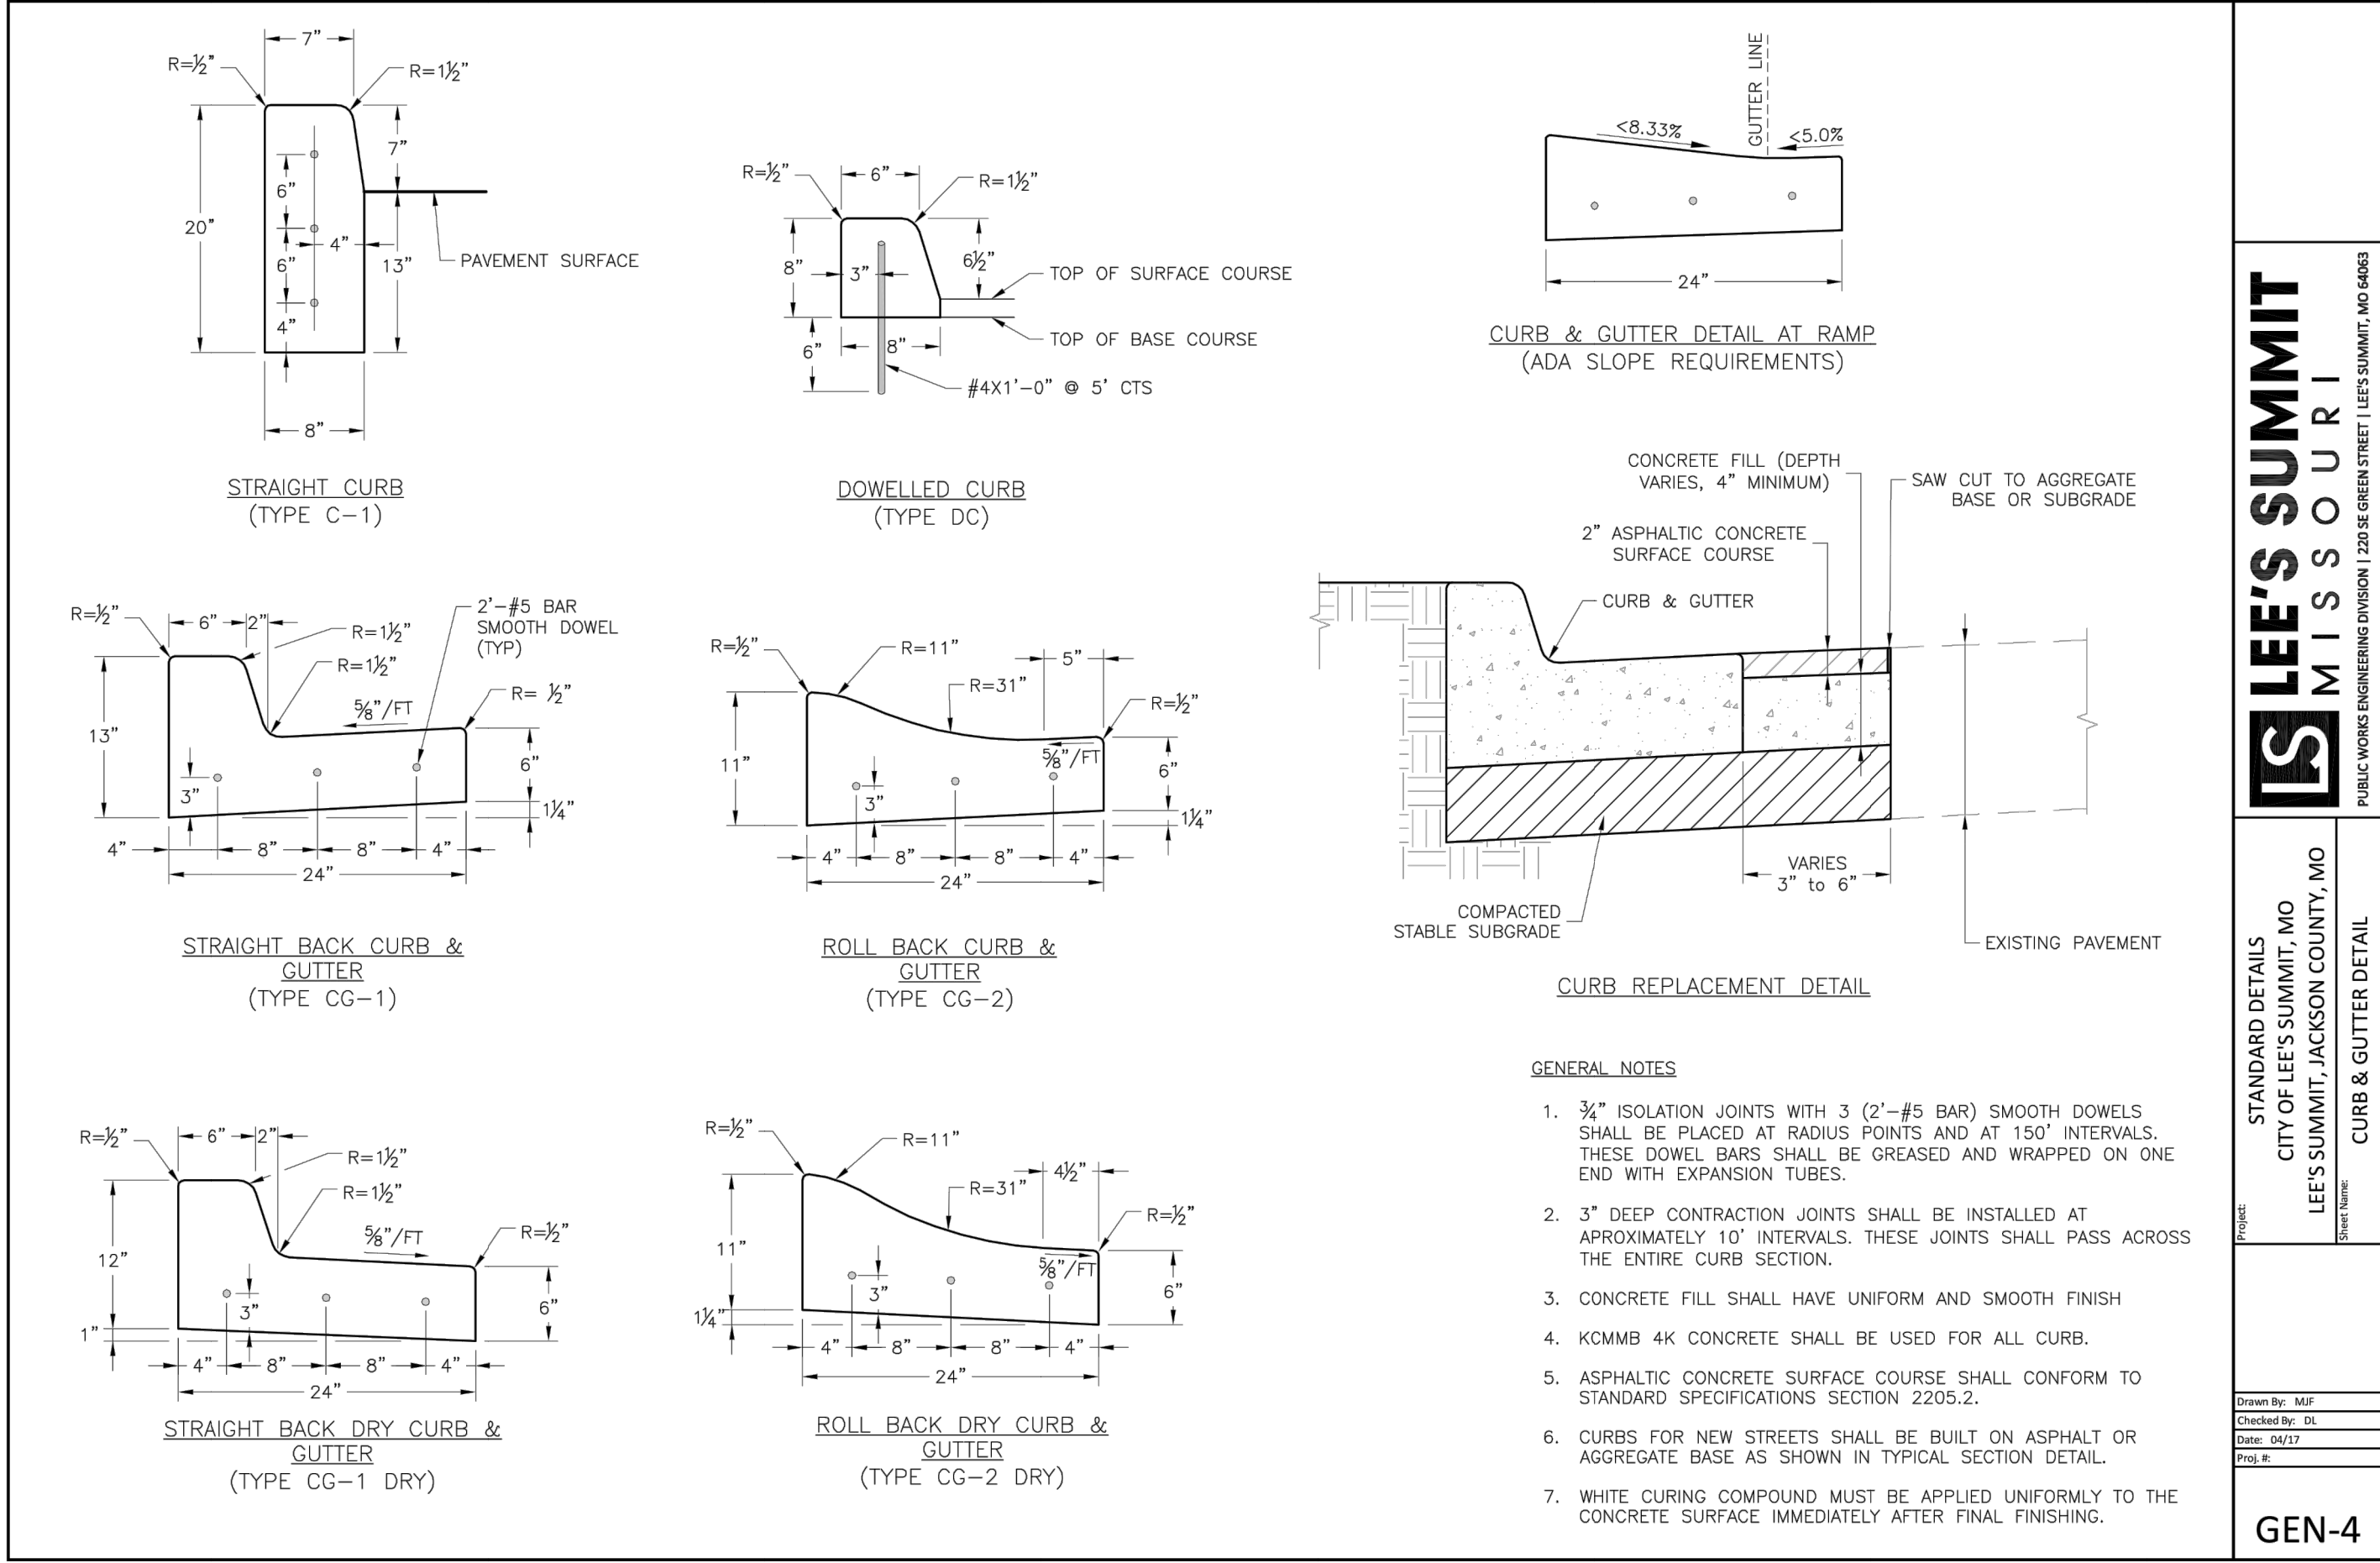 7”
R=½”
R=1½”
20”
7”
6”
6”
4”
4”
13”
PAVEMENT SURFACE
8”
STRAIGHT CURB
(TYPE C–1)
R=½”
6”
R=1½”
8”
3”
6½”
TOP OF SURFACE COURSE
TOP OF BASE COURSE
6”
8”
#4X1’–0” @ 5’ CTS
DOWELLED CURB
(TYPE DC)
GUTTER LINE
<8.33%
<5.0%
24”
CURB & GUTTER DETAIL AT RAMP
(ADA SLOPE REQUIREMENTS)
R=½”
6”
2”
R=1½”
R=1½”
2’–#5 BAR
SMOOTH DOWEL
(TYP)
R= ½”
⅝”/FT
13”
3”
6”
1¼”
4”
8”
8”
4”
24”
STRAIGHT BACK CURB &
GUTTER
(TYPE CG–1)
R=½”
R=11”
R=31”
5”
R=½”
⅝”/FT
11”
3”
6”
1¼”
4”
8”
8”
4”
24”
ROLL BACK CURB &
GUTTER
(TYPE CG–2)
CONCRETE FILL (DEPTH
VARIES, 4” MINIMUM)
SAW CUT TO AGGREGATE
BASE OR SUBGRADE
2” ASPHALTIC CONCRETE
SURFACE COURSE
CURB & GUTTER
VARIES
3” to 6”
COMPACTED
STABLE SUBGRADE
EXISTING PAVEMENT
CURB REPLACEMENT DETAIL
R=½”
6”
2”
R=1½”
R=1½”
⅝”/FT
R=½”
12”
1”
3”
6”
4”
8”
8”
4”
24”
STRAIGHT BACK DRY CURB &
GUTTER
(TYPE CG–1 DRY)
R=½”
R=11”
R=31”
4½”
R=½”
⅝”/FT
11”
1¼”
3”
6”
4”
8”
8”
4”
24”
ROLL BACK DRY CURB &
GUTTER
(TYPE CG–2 DRY)
GENERAL NOTES
1. ¾” ISOLATION JOINTS WITH 3 (2’–#5 BAR) SMOOTH DOWELS
SHALL BE PLACED AT RADIUS POINTS AND AT 150’ INTERVALS.
THESE DOWEL BARS SHALL BE GREASED AND WRAPPED ON ONE
END WITH EXPANSION TUBES.
2. 3” DEEP CONTRACTION JOINTS SHALL BE INSTALLED AT
APROXIMATELY 10’ INTERVALS. THESE JOINTS SHALL PASS ACROSS
THE ENTIRE CURB SECTION.
3. CONCRETE FILL SHALL HAVE UNIFORM AND SMOOTH FINISH
4. KCMMB 4K CONCRETE SHALL BE USED FOR ALL CURB.
5. ASPHALTIC CONCRETE SURFACE COURSE SHALL CONFORM TO
STANDARD SPECIFICATIONS SECTION 2205.2.
6. CURBS FOR NEW STREETS SHALL BE BUILT ON ASPHALT OR
AGGREGATE BASE AS SHOWN IN TYPICAL SECTION DETAIL.
7. WHITE CURING COMPOUND MUST BE APPLIED UNIFORMLY TO THE
CONCRETE SURFACE IMMEDIATELY AFTER FINAL FINISHING.
LS LEE'S SUMMIT
MISSOURI
PUBLIC WORKS ENGINEERING DIVISION | 220 SE GREEN STREET | LEE'S SUMMIT, MO 64063
Project:
STANDARD DETAILS
CITY OF LEE'S SUMMIT, MO
LEE'S SUMMIT, JACKSON COUNTY, MO
Sheet Name:
CURB & GUTTER DETAIL
Drawn By: MJF
Checked By: DL
Date: 04/17
Proj. #:
GEN-4